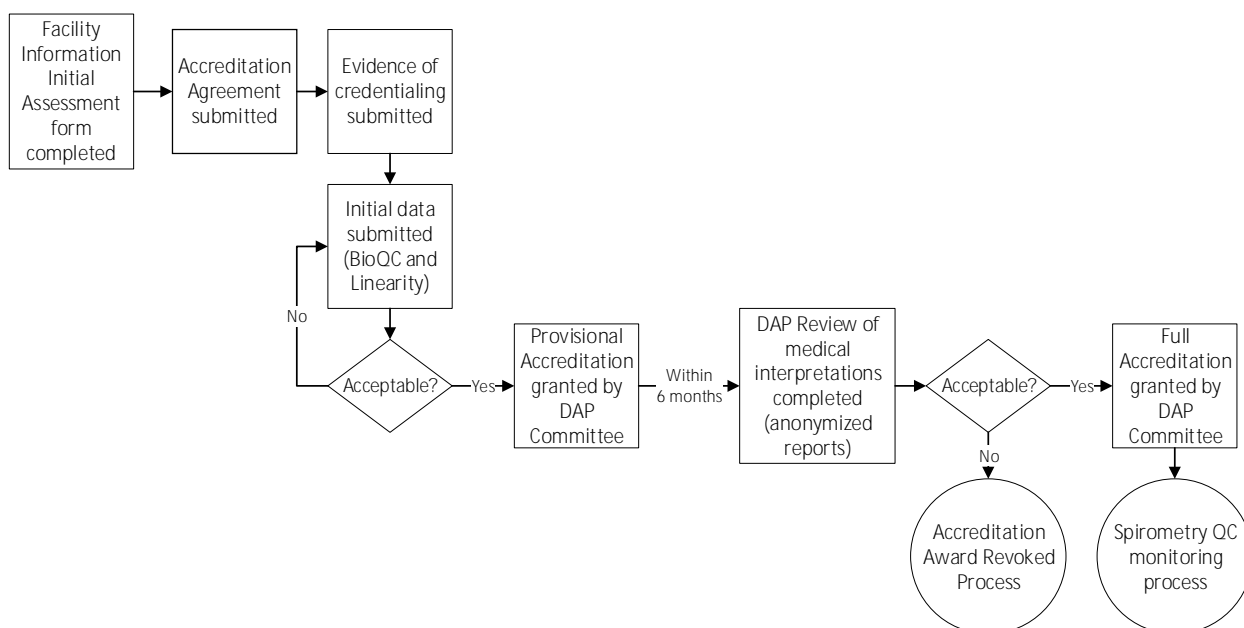 Facility
Information
Initial
Assessment
form
completed
Accreditation
Agreement
submitted
Evidence of
credentialing
submitted
Initial data
submitted
(BioQC and
Linearity)
No
Acceptable?
Yes
Provisional
Accreditation
granted by
DAP
Committee
Within
6 months
DAP Review of
medical
interpretations
completed
(anonymized
reports)
Acceptable?
Yes
Full
Accreditation
granted by
DAP
Committee
No
Accreditation
Award Revoked
Process
Spirometry QC
monitoring
process